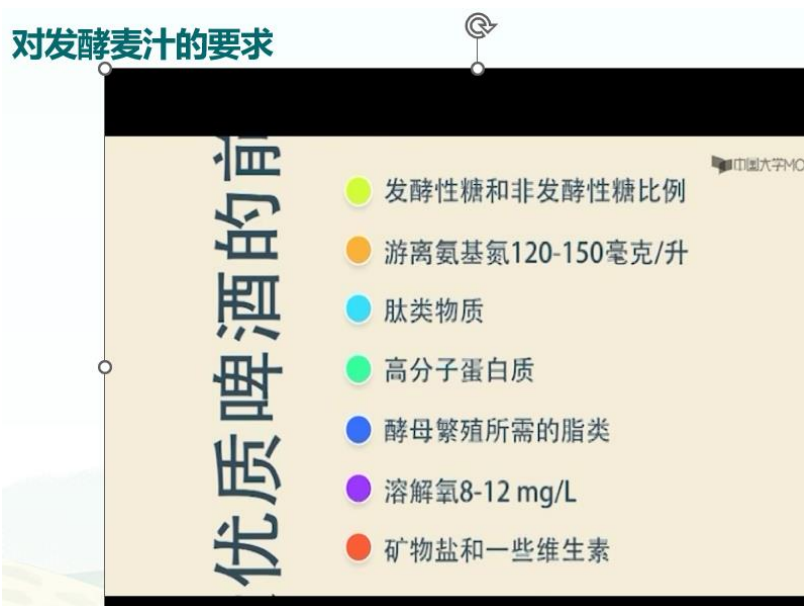 对发酵麦汁的要求
中国大学MO
优质啤酒的前
发酵性糖和非发酵性糖比例
游离氨基氮120-150毫克/升
肽类物质
高分子蛋白质
酵母繁殖所需的脂类
溶解氧8-12 mg/L
矿物盐和一些维生素